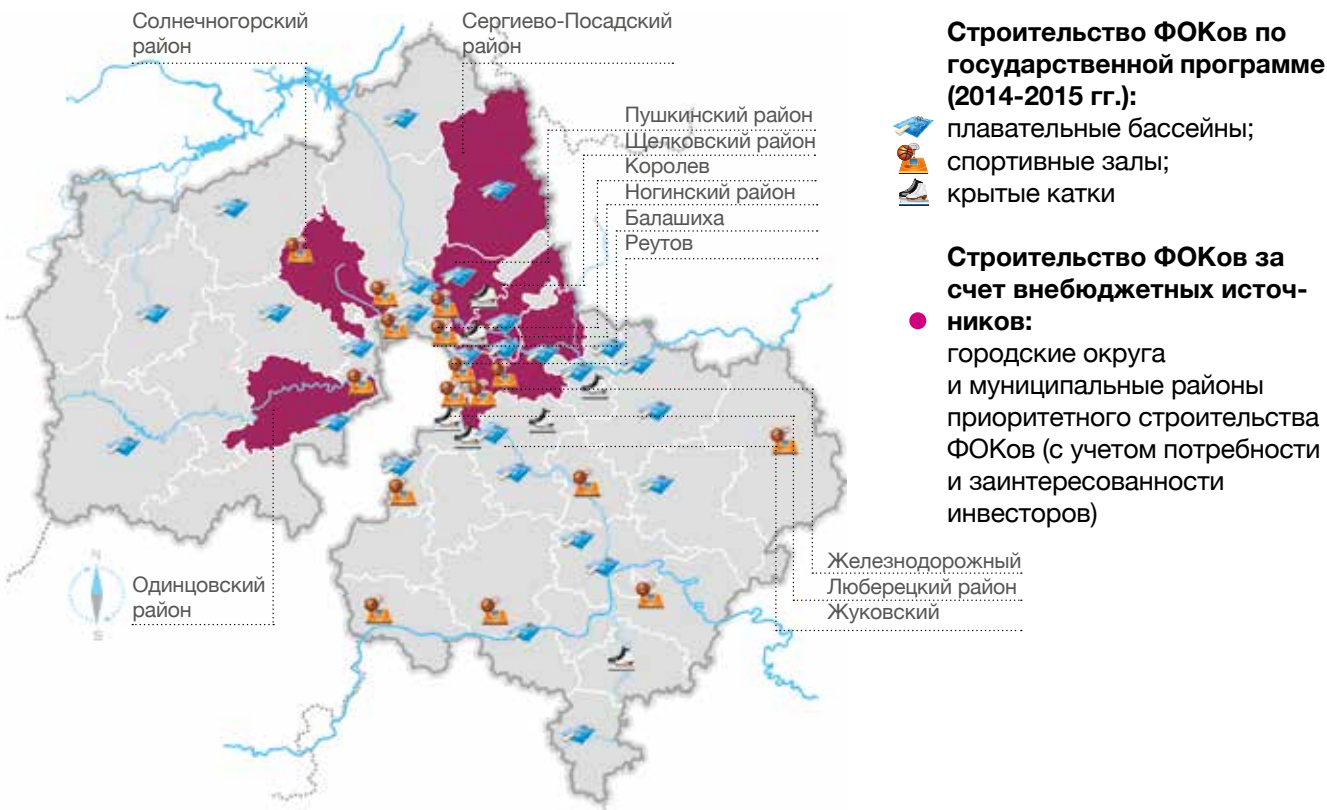 Солнечногорский
район
Сергиево-Посадский
район
Пушкинский район
Щелковский район
Королев
Ногинский район
Балашиха
Реутов
N
S
Одинцовский
район
Железнодорожный
Люберецкий район
Жуковский
Строительство ФОКов по
государственной программе
(2014-2015 гг.):
плавательные бассейны;
спортивные залы;
крытые катки
Строительство ФОКов за
счет внебюджетных источ-
ников:
городские округа
и муниципальные районы
приоритетного строительства
ФОКов (с учетом потребности
и заинтересованности
инвесторов)